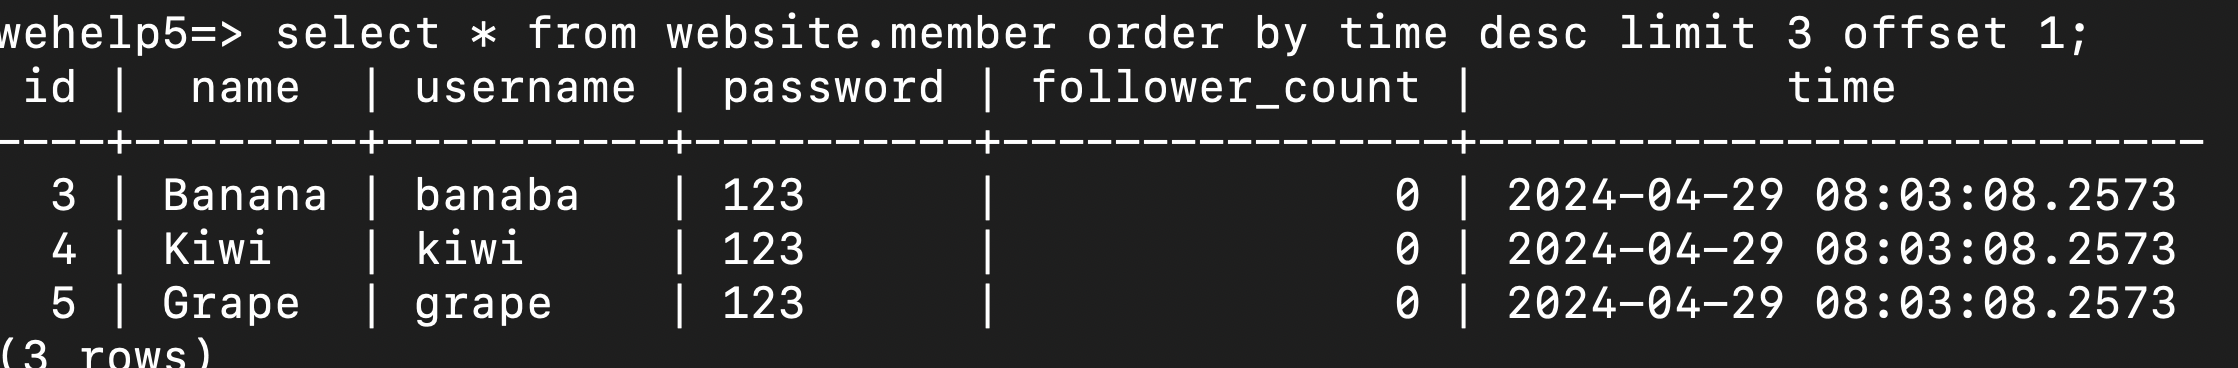 wehelp5=> select * from website.member order by time desc limit 3 offset 1;
 id |  name  | username | password | follower_count |           time
----+--------+----------+----------+----------------+--------------------------
  3 | Banana | banaba   | 123      |              0 | 2024-04-29 08:03:08.2573
  4 | Kiwi   | kiwi     | 123      |              0 | 2024-04-29 08:03:08.2573
  5 | Grape  | grape    | 123      |              0 | 2024-04-29 08:03:08.2573
(3 rows)